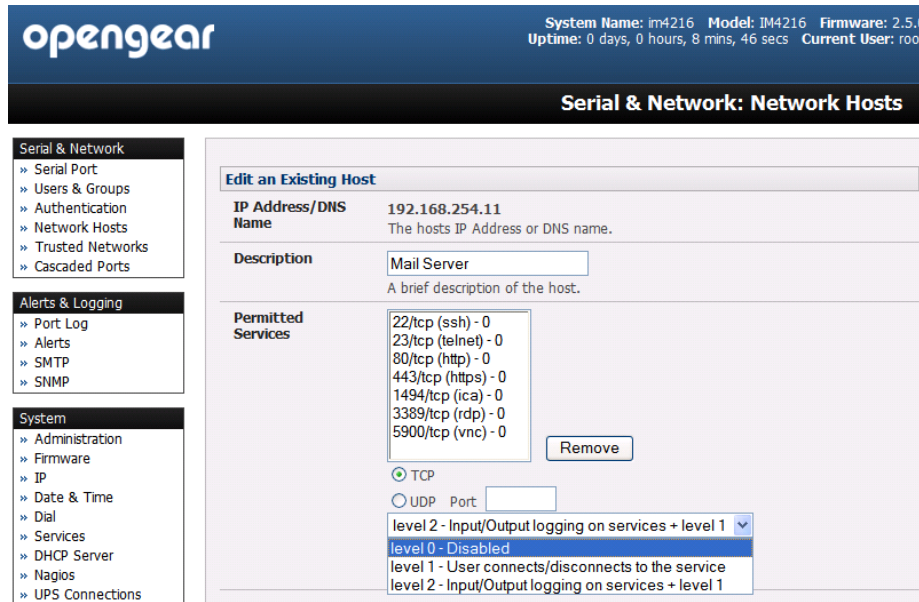 opengear
System Name: im4216 Model: IM4216 Firmware: 2.5.
Uptime: 0 days, 0 hours, 8 mins, 46 secs Current User: roo
Serial & Network: Network Hosts
Serial & Network
» Serial Port
» Users & Groups
» Authentication
» Network Hosts
» Trusted Networks
» Cascaded Ports
Alerts & Logging
» Port Log
» Alerts
» SMTP
» SNMP
System
» Administration
» Firmware
» IP
» Date & Time
» Dial
» Services
» DHCP Server
» Nagios
» UPS Connections
Edit an Existing Host
IP Address/DNS Name
192.168.254.11
The hosts IP Address or DNS name.
Description
Mail Server
A brief description of the host.
Permitted Services
22/tcp (ssh) - 0
23/tcp (telnet) - 0
80/tcp (http) - 0
443/tcp (https) - 0
1494/tcp (ica) - 0
3389/tcp (rdp) - 0
5900/tcp (vnc) - 0
Remove
TCP
UDP Port
level 2 - Input/Output logging on services + level 1
level 0 - Disabled
level 1 - User connects/disconnects to the service
level 2 - Input/Output logging on services + level 1